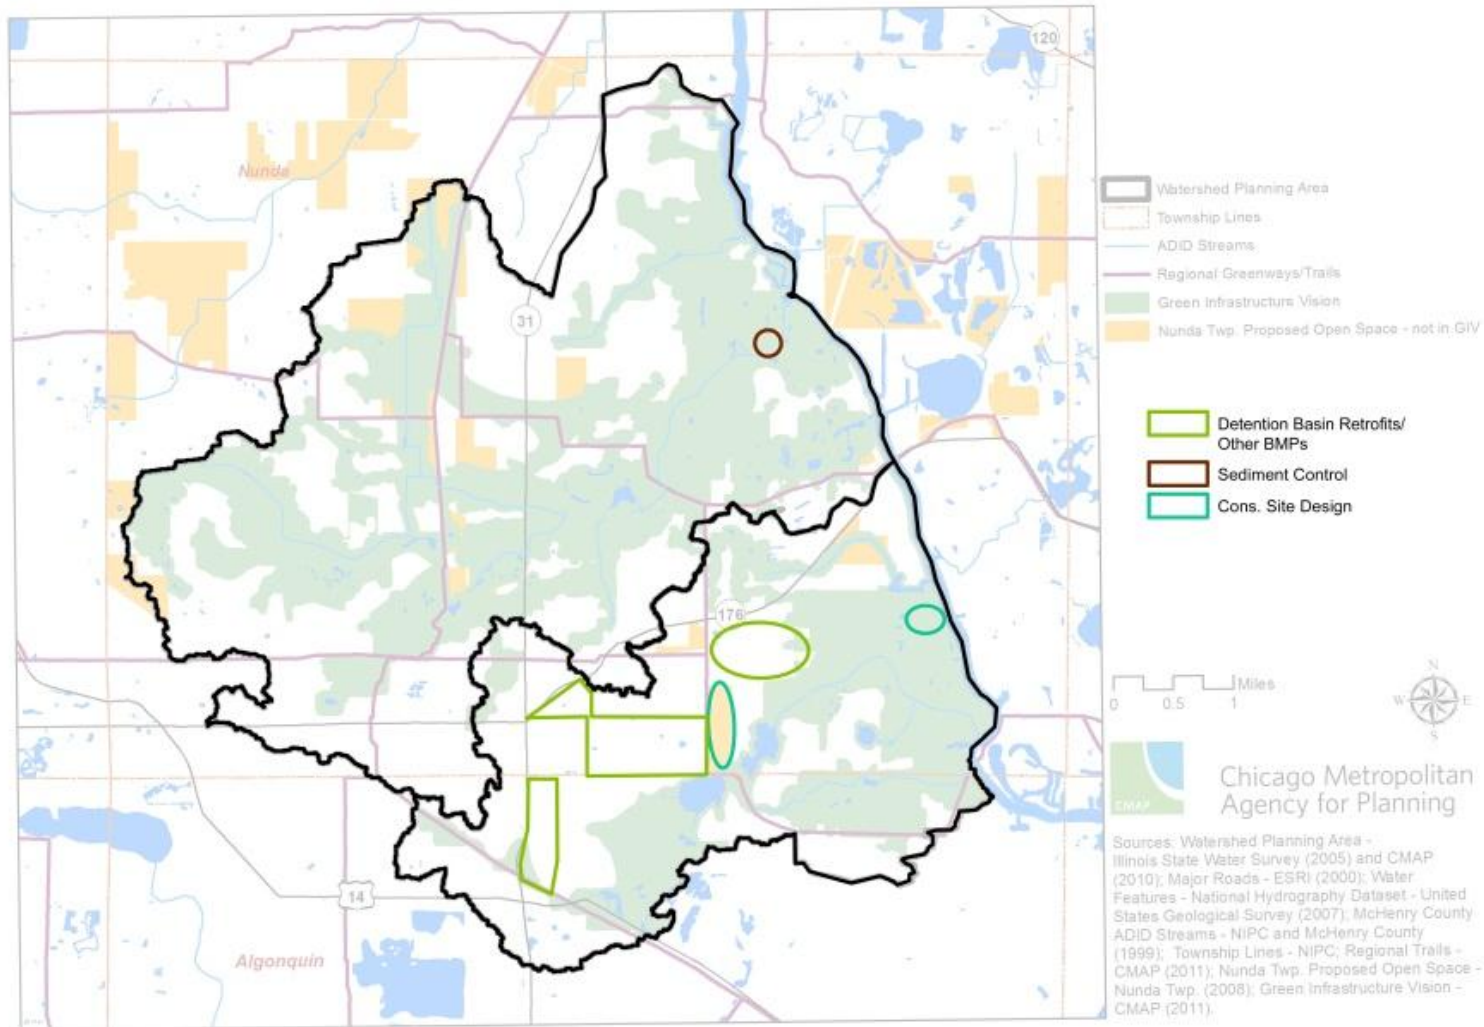 120
Nunda
31
176
14
Algonquin
Watershed Planning Area
Township Lines
ADID Streams
Regional Greenways/Trails
Green Infrastructure Vision
Nunda Twp. Proposed Open Space - not in GIV
Detention Basin Retrofits/
Other BMPs
Sediment Control
Cons. Site Design
Miles
0 0.5 1
N
W E
S
CMAP
Chicago Metropolitan
Agency for Planning
Sources: Watershed Planning Area -
Illinois State Water Survey (2005) and CMAP
(2010); Major Roads - ESRI (2000); Water
Features - National Hydrography Dataset - United
States Geological Survey (2007); McHenry County
ADID Streams - NIPC and McHenry County
(1999); Township Lines - NIPC; Regional Trails -
CMAP (2011); Nunda Twp. Proposed Open Space -
Nunda Twp. (2008); Green Infrastructure Vision -
CMAP (2011).